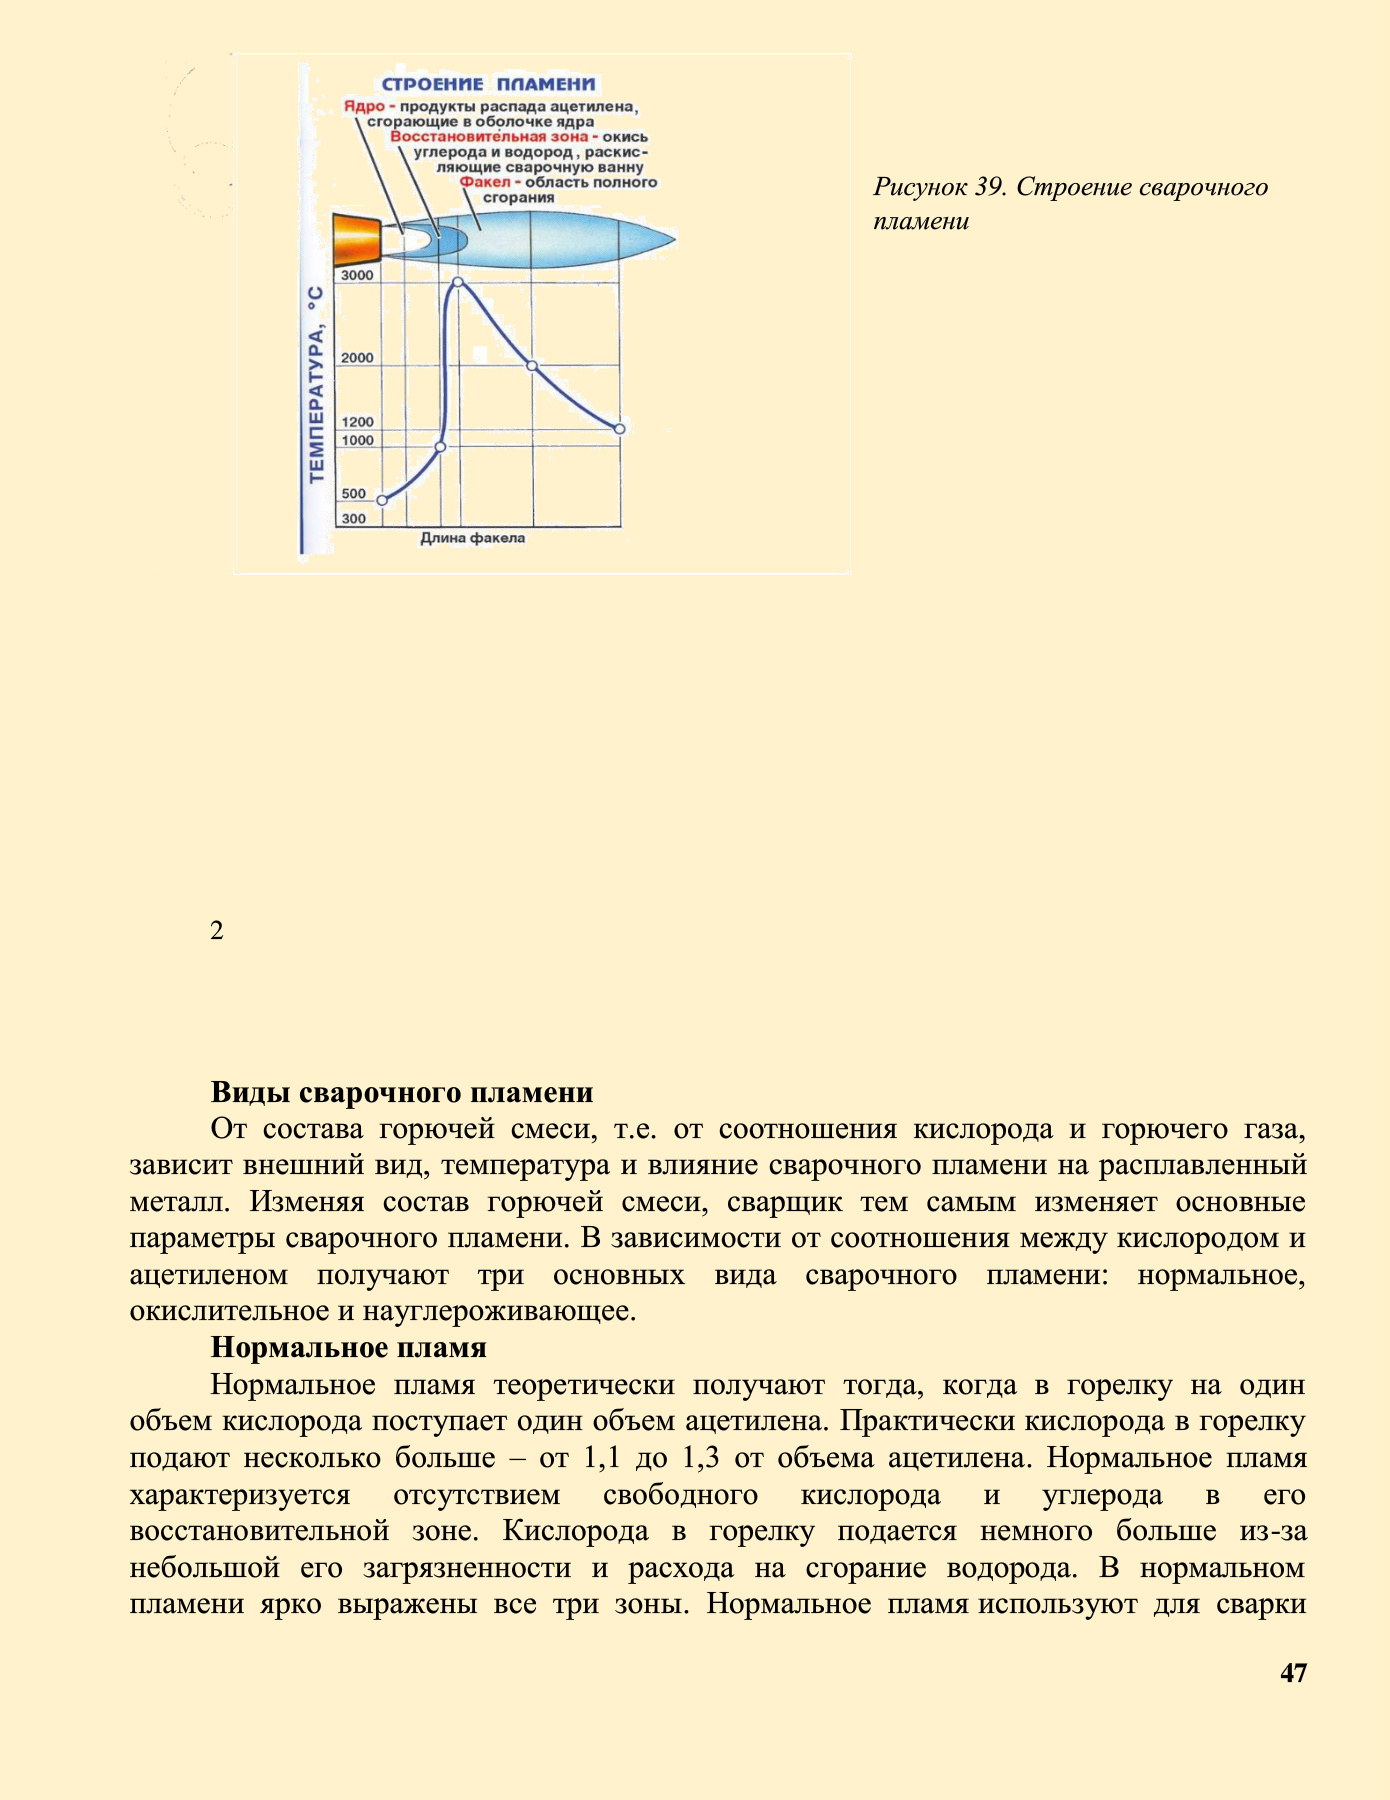 СТРОЕНИЕ ПЛАМЕНИ
Ядро - продукты распада ацетилена,
сгорающие в оболочке ядра
Восстановительная зона - окись
углерода и водород, раскис-
ляющие сварочную ванну
Факел - область полного
сгорания
Рисунок 39. Строение сварочного
пламени
ТЕМПЕРАТУРА, °С
3000
2000
1200
1000
500
300
Длина факела
2
Виды сварочного пламени
От состава горючей смеси, т.е. от соотношения кислорода и горючего газа,
зависит внешний вид, температура и влияние сварочного пламени на расплавленный
металл. Изменяя состав горючей смеси, сварщик тем самым изменяет основные
параметры сварочного пламени. В зависимости от соотношения между кислородом и
ацетиленом получают три основных вида сварочного пламени: нормальное,
окислительное и науглероживающее.
Нормальное пламя
Нормальное пламя теоретически получают тогда, когда в горелку на один
объем кислорода поступает один объем ацетилена. Практически кислорода в горелку
подают несколько больше – от 1,1 до 1,3 от объема ацетилена. Нормальное пламя
характеризуется отсутствием свободного кислорода и углерода в его
восстановительной зоне. Кислорода в горелку подается немного больше из-за
небольшой его загрязненности и расхода на сгорание водорода. В нормальном
пламени ярко выражены все три зоны. Нормальное пламя используют для сварки
47